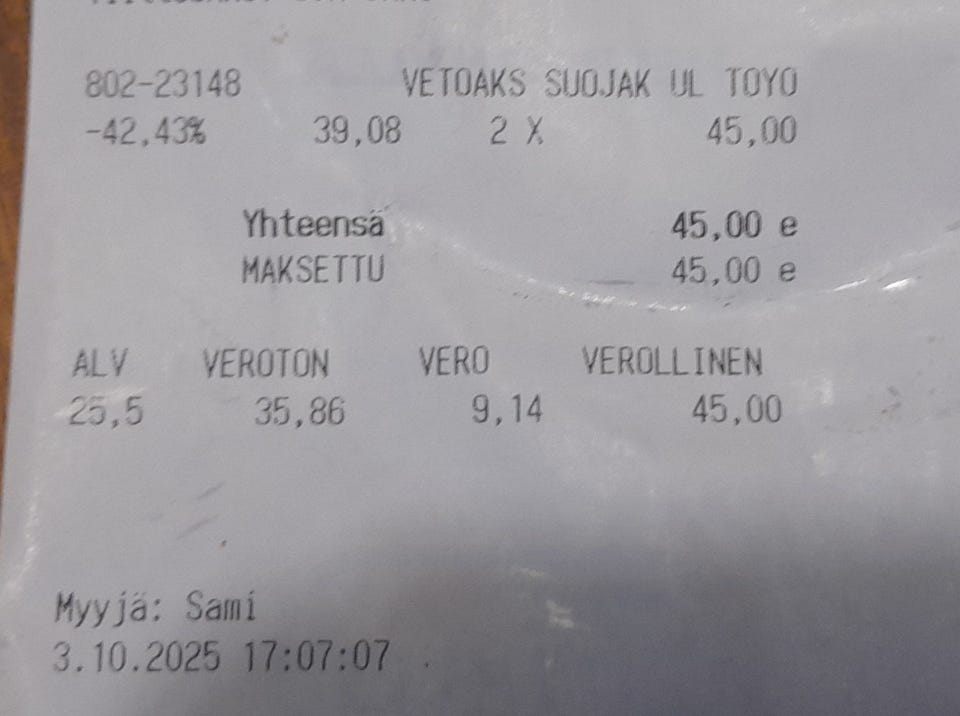 802-23148 VETOAKS SUOJAK UL TOYO
-42,43% 39,08 2 X 45,00
Yhteensä 45,00 e
MAKSETTU 45,00 e
ALV VEROTON VERO VEROLLINEN
25,5 35,86 9,14 45,00
Myyjä: Sami
3.10.2025 17:07:07